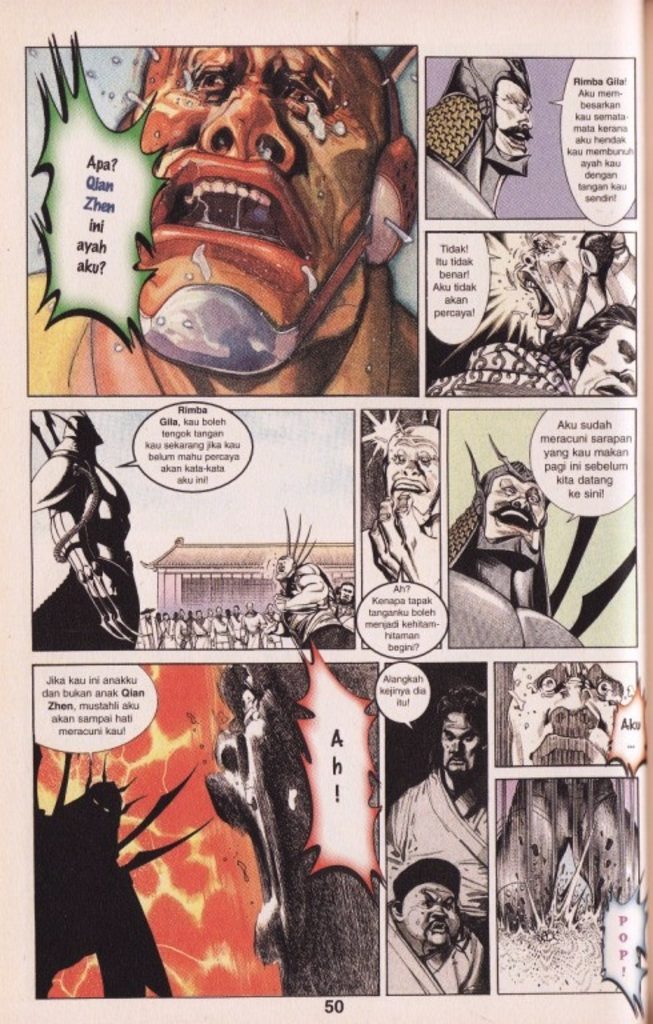 Apa?
Qian
Zhen
ini
ayah
aku?
Rimba Gila!
Aku mem-
besarkan
kau semata-
mata kerana
kau membunuh
ayah kau
dengan
tangan kau
sendiri!
Tidak!
Itu tidak
benar!
Aku tidak
akan
percaya!
Rimba
Gila, kau boleh
tengok tangan
kau sekarang jika kau
belum mahu percaya
akan kata-kata
aku ini!
Ah?
Kenapa tapak
tanganku boleh
menjadi kehitam-
hitaman
begini?
Aku sudah
meracuni sarapan
yang kau makan
pagi ini sebelum
kita datang
ke sini!
Jika kau ini anakku
dan bukan anak Qian
Zhen, mustahil aku
akan sampai hati
meracuni kau!
Ah!
Alangkah
kejinya dia
itu!
Aku
...
POP!
50